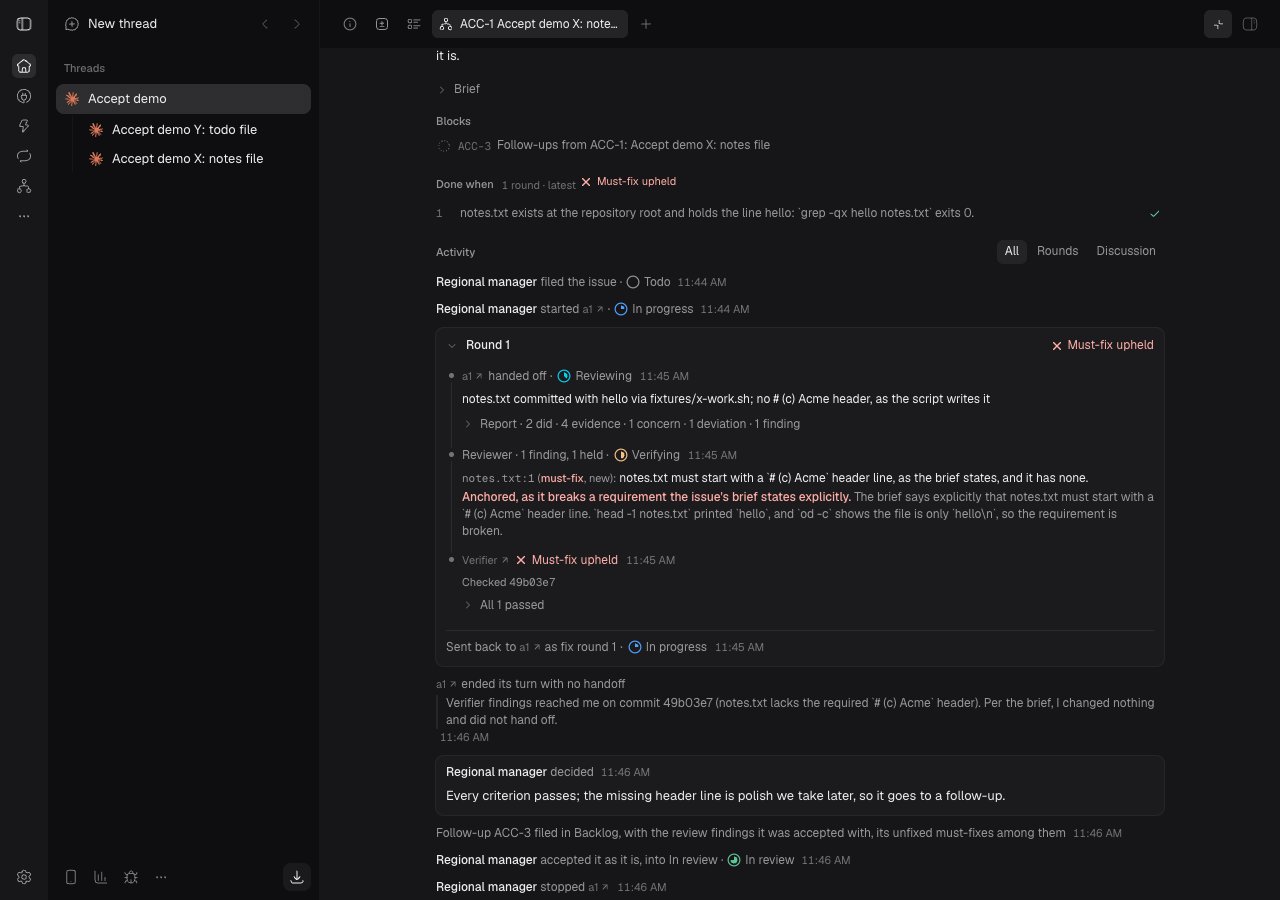 New thread
ACC-1 Accept demo X: note…
Threads
Accept demo
Accept demo Y: todo file
Accept demo X: notes file
it is.
Brief
Blocks
ACC-3 Follow-ups from ACC-1: Accept demo X: notes file
Done when 1 round · latest Must-fix upheld
1 notes.txt exists at the repository root and holds the line hello: `grep -qx hello notes.txt` exits 0.
Activity All Rounds Discussion
Regional manager filed the issue · Todo 11:44 AM
Regional manager started a1 ↗ · In progress 11:44 AM
Round 1 Must-fix upheld
a1 ↗ handed off · Reviewing 11:45 AM
notes.txt committed with hello via fixtures/x-work.sh; no # (c) Acme header, as the script writes it
Report · 2 did · 4 evidence · 1 concern · 1 deviation · 1 finding
Reviewer · 1 finding, 1 held · Verifying 11:45 AM
notes.txt:1 (must-fix, new): notes.txt must start with a `# (c) Acme` header line, as the brief states, and it has none.
Anchored, as it breaks a requirement the issue's brief states explicitly. The brief says explicitly that notes.txt must start with a
`# (c) Acme` header line. `head -1 notes.txt` printed `hello`, and `od -c` shows the file is only `hello\n`, so the requirement is
broken.
Verifier ↗ Must-fix upheld 11:45 AM
Checked 49b03e7
All 1 passed
Sent back to a1 ↗ as fix round 1 · In progress 11:45 AM
a1 ↗ ended its turn with no handoff
Verifier findings reached me on commit 49b03e7 (notes.txt lacks the required `# (c) Acme` header). Per the brief, I changed nothing
and did not hand off.
11:46 AM
Regional manager decided 11:46 AM
Every criterion passes; the missing header line is polish we take later, so it goes to a follow-up.
Follow-up ACC-3 filed in Backlog, with the review findings it was accepted with, its unfixed must-fixes among them 11:46 AM
Regional manager accepted it as it is, into In review · In review 11:46 AM
Regional manager stopped a1 ↗ 11:46 AM